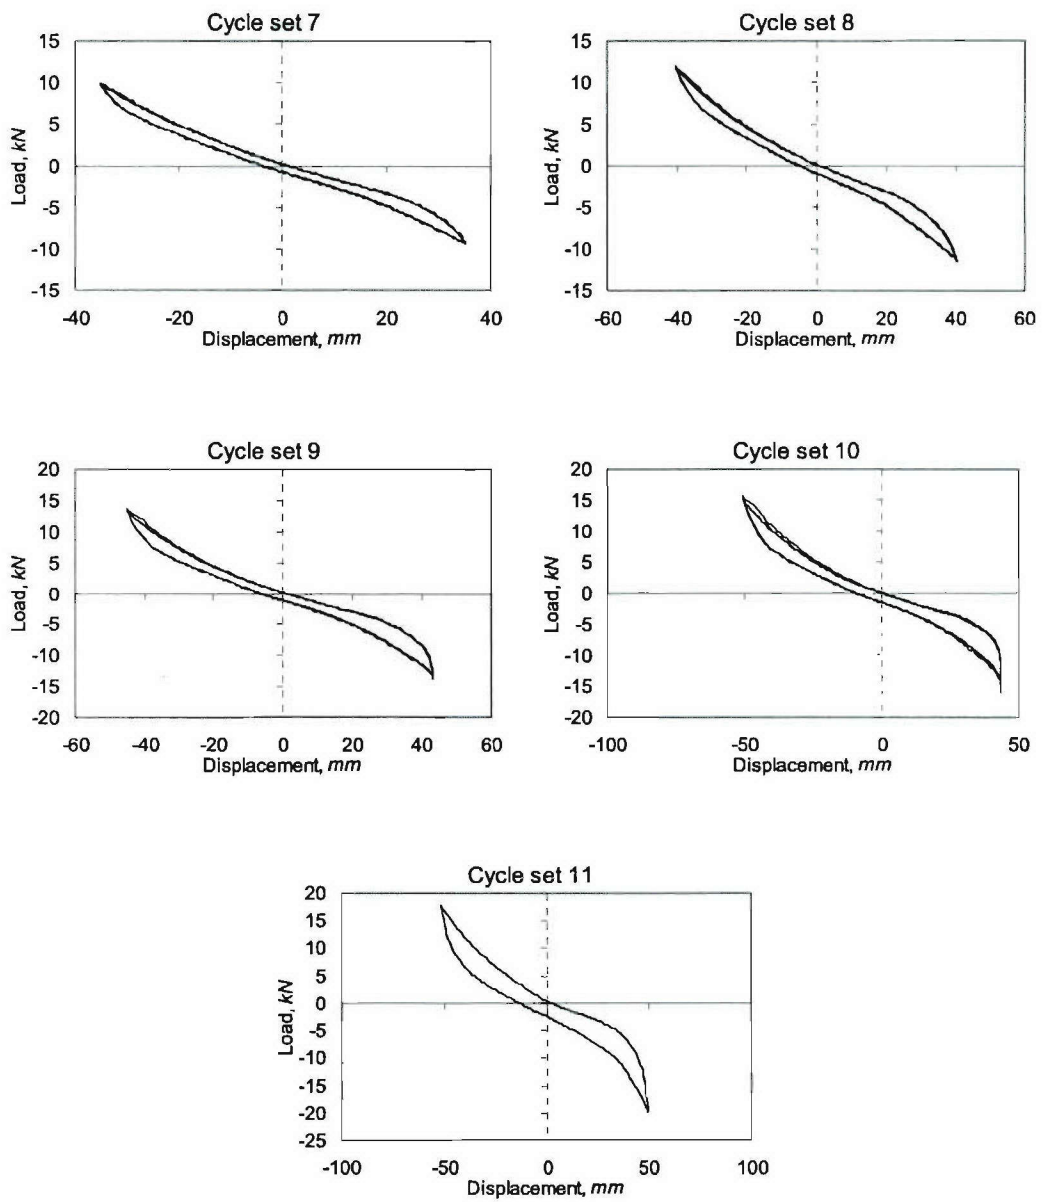 Cycle set 7
15
10
5
0
-5
-10
-15
Load, kN
-40 -20 0 20 40
Displacement, mm
Cycle set 8
15
10
5
0
-5
-10
-15
Load, kN
-60 -40 -20 0 20 40 60
Displacement, mm
Cycle set 9
20
15
10
5
0
-5
-10
-15
-20
Load, kN
-60 -40 -20 0 20 40 60
Displacement, mm
Cycle set 10
20
15
10
5
0
-5
-10
-15
-20
Load, kN
-100 -50 0 50
Displacement, mm
Cycle set 11
20
15
10
5
0
-5
-10
-15
-20
-25
Load, kN
-100 -50 0 50 100
Displacement, mm